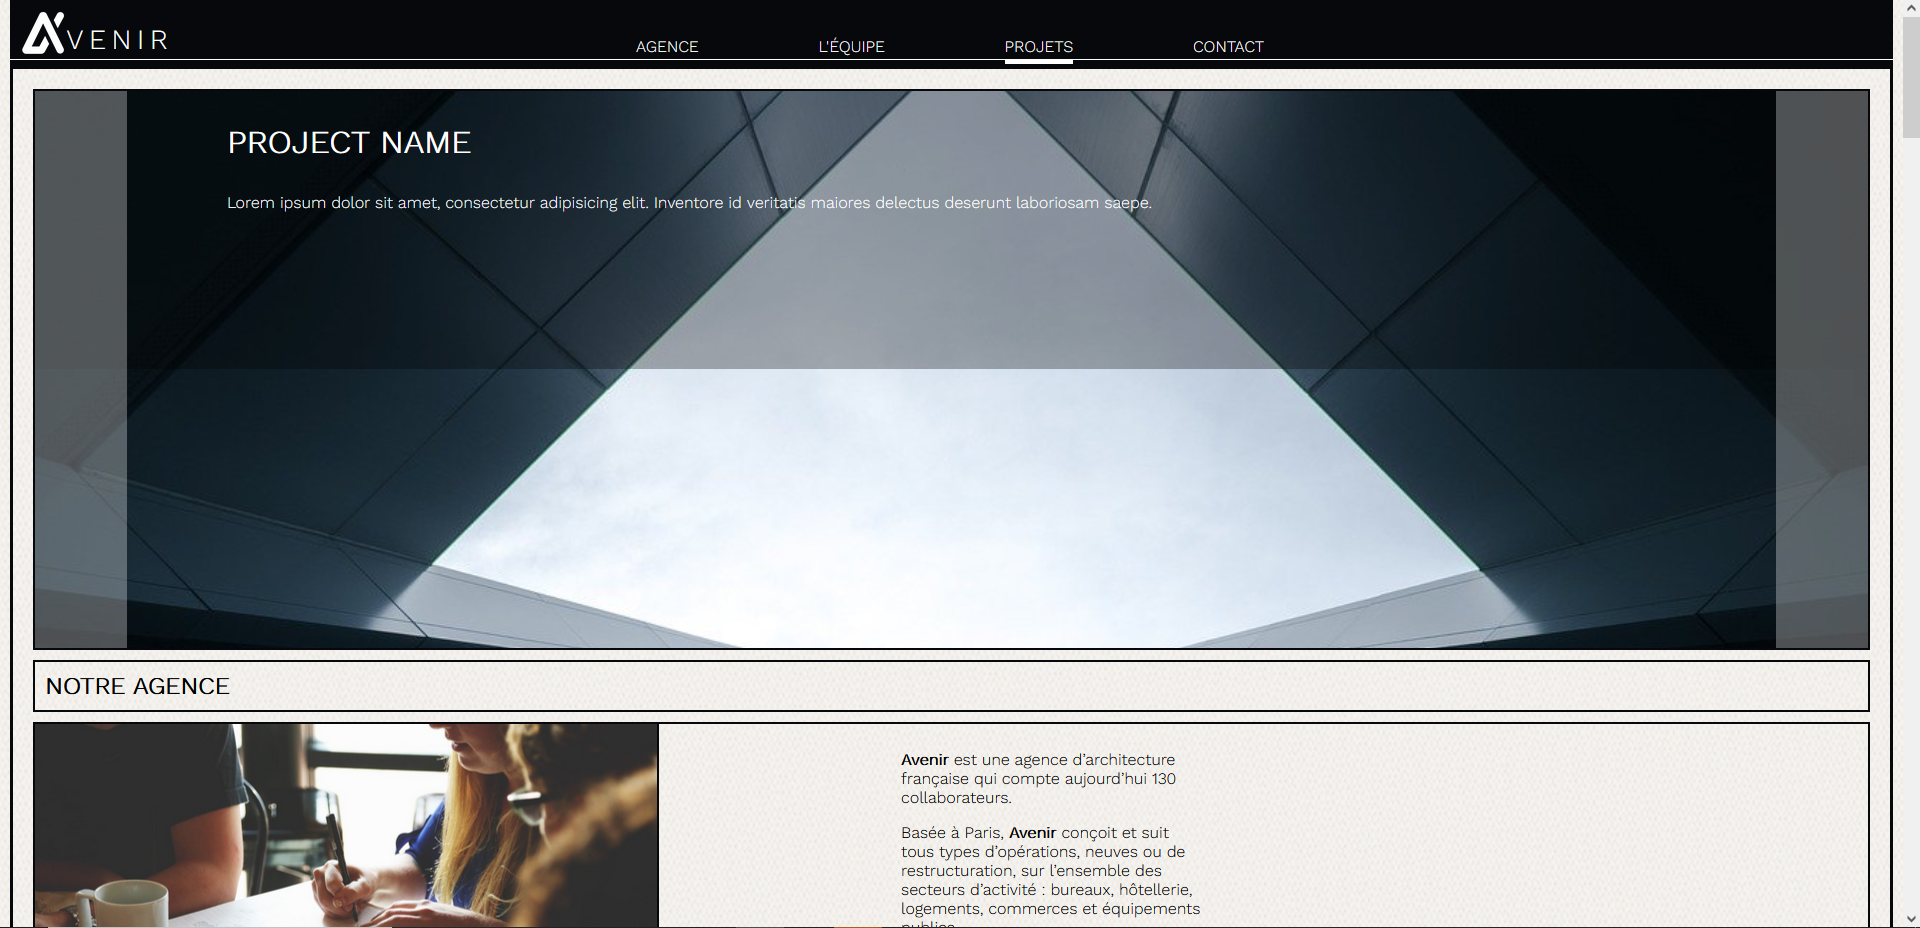 AVENIR
AGENCE
L'ÉQUIPE
PROJETS
CONTACT
PROJECT NAME
Lorem ipsum dolor sit amet, consectetur adipisicing elit. Inventore id veritatis maiores delectus deserunt laboriosam saepe.
NOTRE AGENCE
Avenir est une agence d’architecture
française qui compte aujourd’hui 130
collaborateurs.
Basée à Paris, Avenir conçoit et suit
tous types d’opérations, neuves ou de
restructuration, sur l’ensemble des
secteurs d’activité : bureaux, hôtellerie,
logements, commerces et équipements